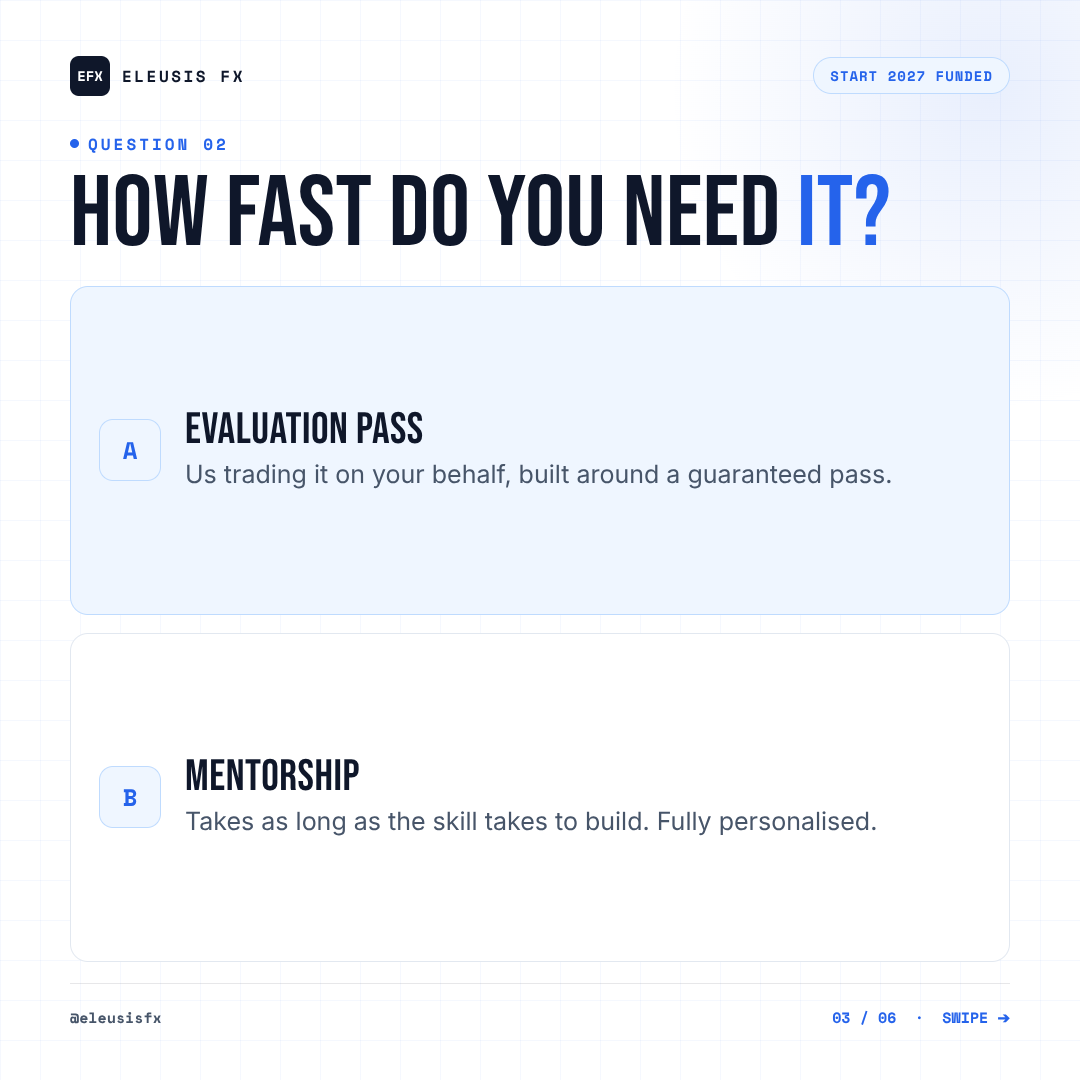 EFX ELEUSIS FX
START 2027 FUNDED
QUESTION 02
HOW FAST DO YOU NEED IT?
A
EVALUATION PASS
Us trading it on your behalf, built around a guaranteed pass.
B
MENTORSHIP
Takes as long as the skill takes to build. Fully personalised.
@eleusisfx
03 / 06 · SWIPE ➔